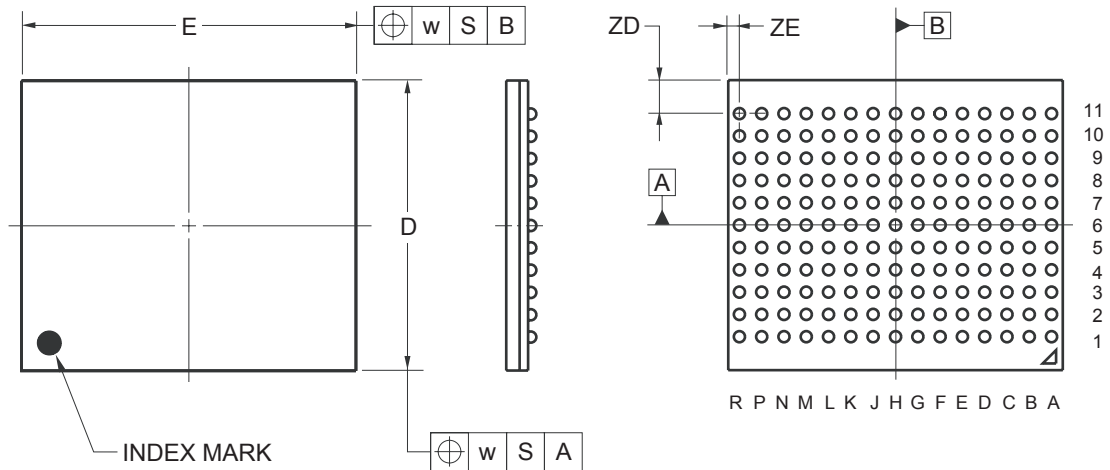 E
w S B
D
INDEX MARK
w S A
ZD
ZE
B
A
11
10
9
8
7
6
5
4
3
2
1
R P N M L K J H G F E D C B A